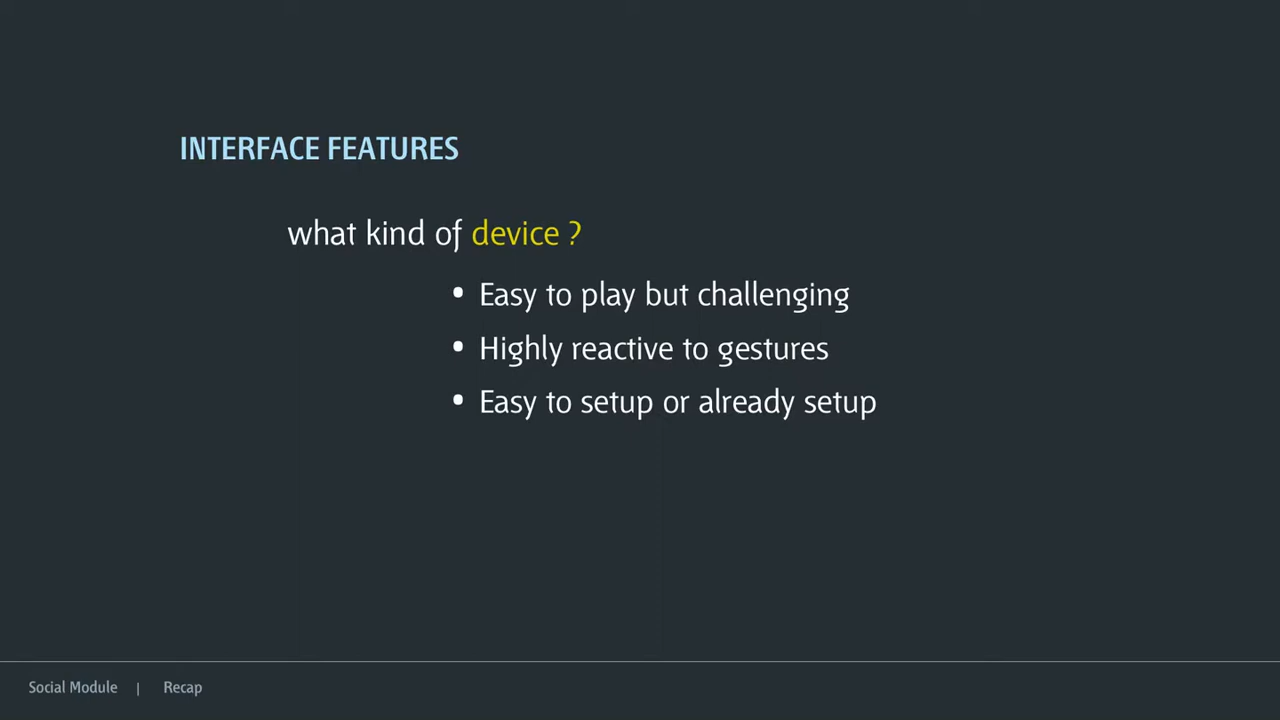 INTERFACE FEATURES
what kind of device ?
• Easy to play but challenging
• Highly reactive to gestures
• Easy to setup or already setup
Social Module | Recap